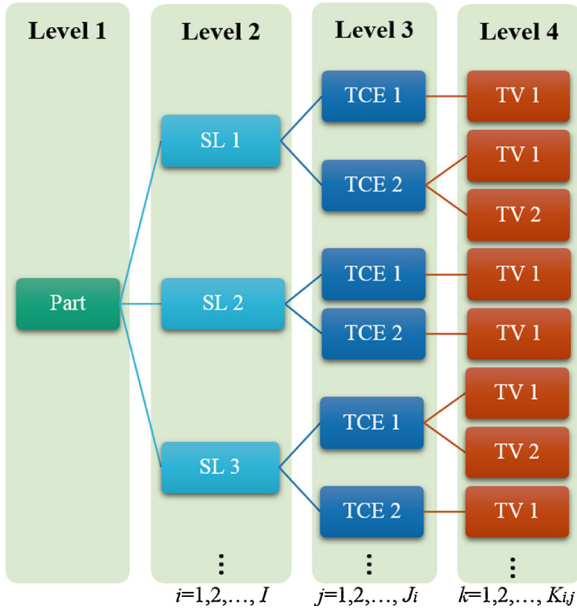 Level 1
Level 2
Level 3
Level 4
Part
SL 1
SL 2
SL 3
TCE 1
TCE 2
TCE 1
TCE 2
TCE 1
TCE 2
TV 1
TV 1
TV 2
TV 1
TV 1
TV 1
TV 2
TV 1
⋮
⋮
⋮
i=1,2,…, I
j=1,2,…, Ji
k=1,2,…, Ki,j